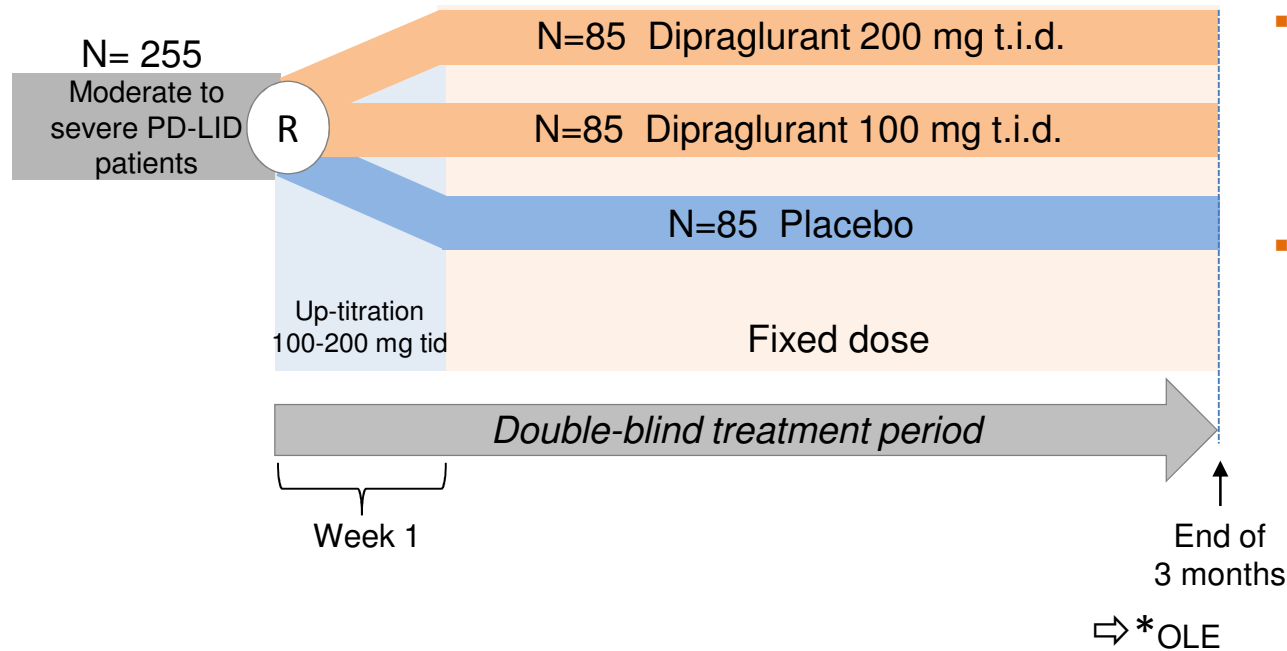 N= 255
Moderate to
severe PD-LID
patients
R
N=85 Dipraglurant 200 mg t.i.d.
N=85 Dipraglurant 100 mg t.i.d.
N=85 Placebo
Up-titration
100-200 mg tid
Fixed dose
Double-blind treatment period
Week 1
End of
3 months
⇨ *OLE